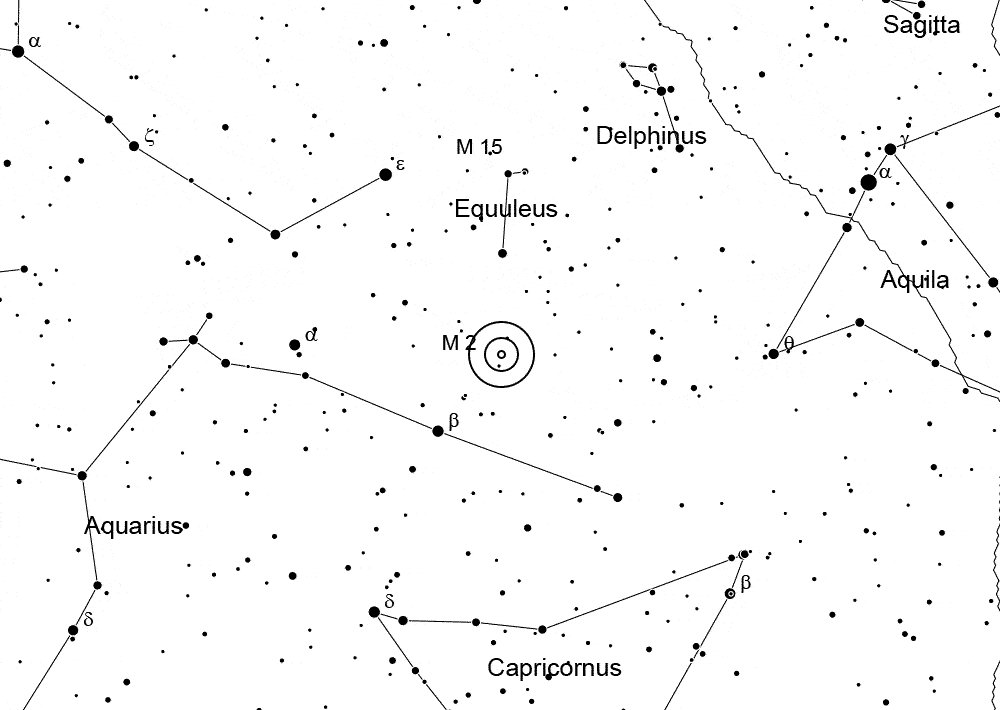 Sagitta
α
ζ
Delphinus
M 15
γ
ε
α
Equuleus
Aquila
α
M 2
θ
β
Aquarius
β
δ
δ
Capricornus